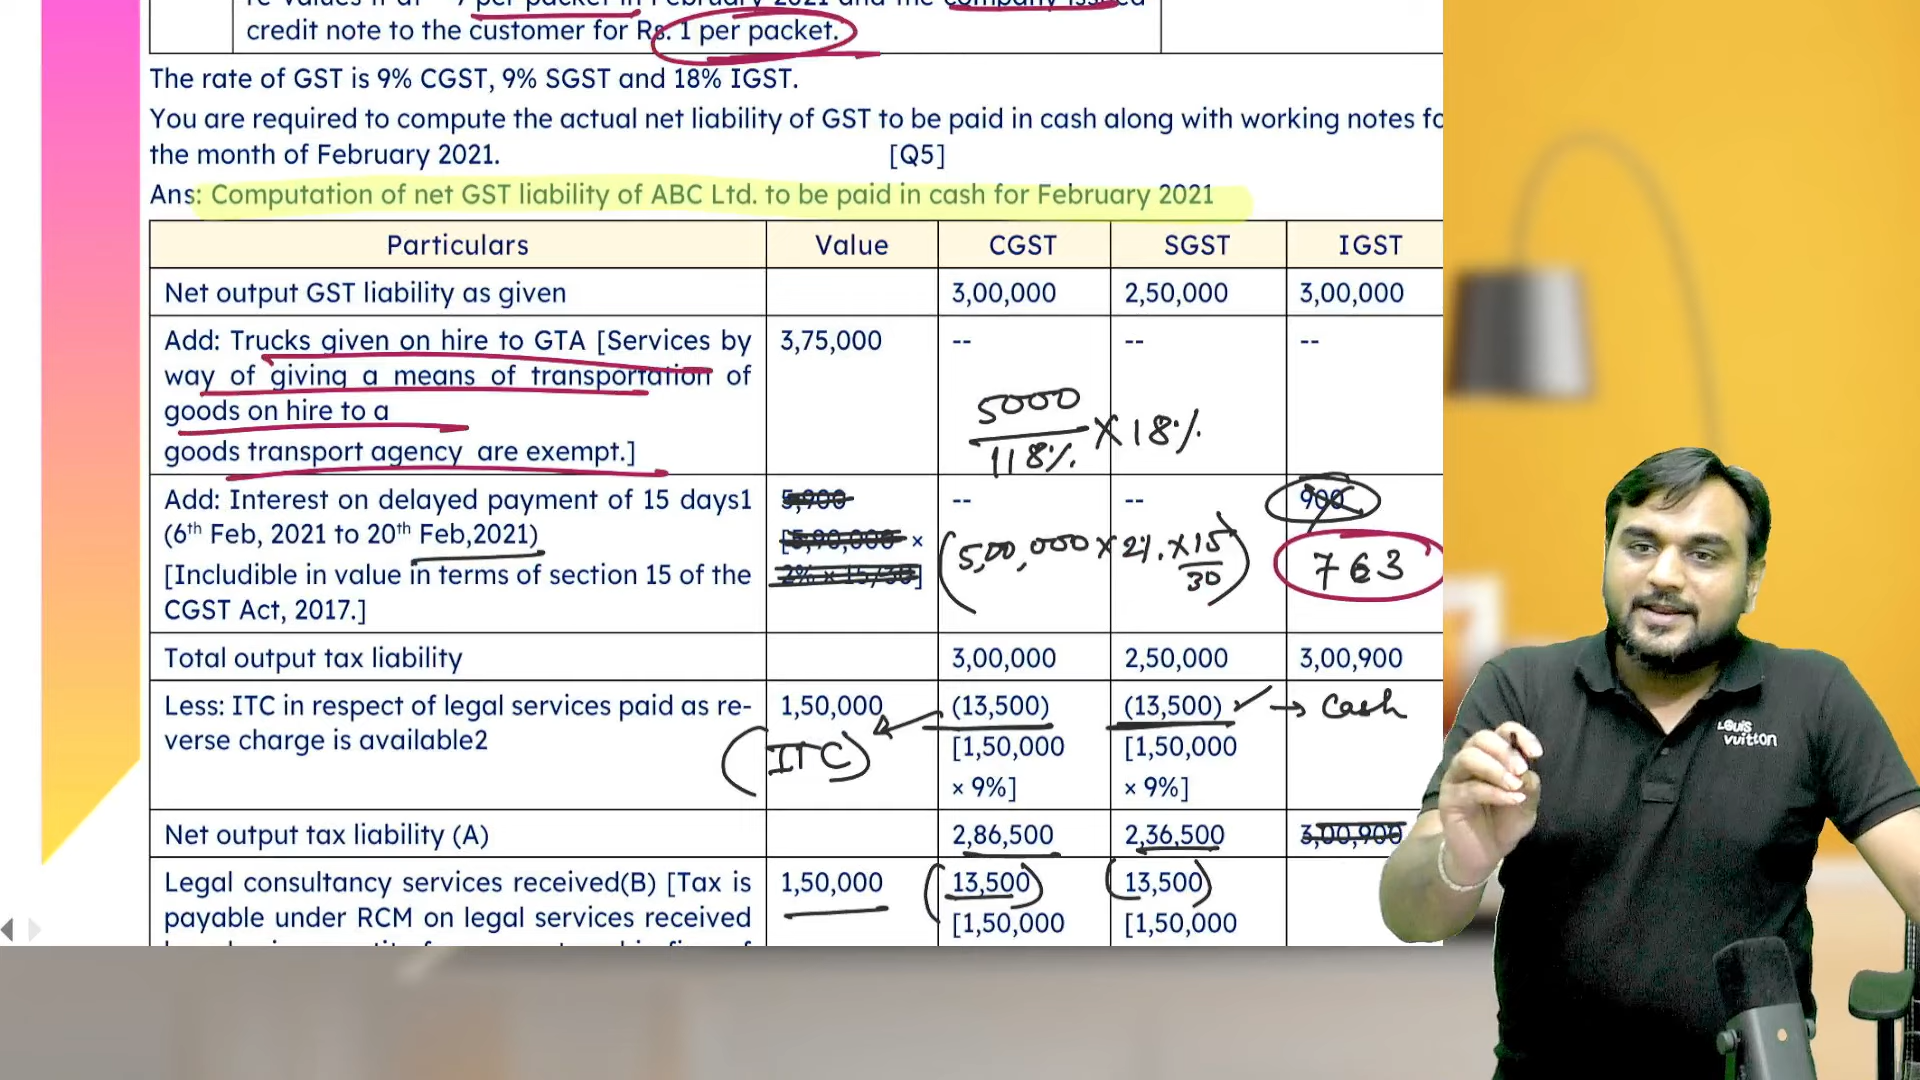 credit note to the customer for Rs. 1 per packet.
The rate of GST is 9% CGST, 9% SGST and 18% IGST.
You are required to compute the actual net liability of GST to be paid in cash along with working notes fo
the month of February 2021. [Q5]
Ans: Computation of net GST liability of ABC Ltd. to be paid in cash for February 2021
Particulars Value CGST SGST IGST
Net output GST liability as given 3,00,000 2,50,000 3,00,000
Add: Trucks given on hire to GTA [Services by 3,75,000 -- -- --
way of giving a means of transportation of
goods on hire to a
goods transport agency are exempt.]
5000
118% × 18%
Add: Interest on delayed payment of 15 days1 5,900 -- -- 900
(6th Feb, 2021 to 20th Feb,2021) [5,90,000 ×
2% × 15/30]
(5,00,000 × 2% × 15
30)
763
[Includible in value in terms of section 15 of the
CGST Act, 2017.]
Total output tax liability 3,00,000 2,50,000 3,00,900
Less: ITC in respect of legal services paid as re- 1,50,000 (13,500) (13,500) → cash
verse charge is available2 (ITC) [1,50,000 [1,50,000
× 9%] × 9%]
Net output tax liability (A) 2,86,500 2,36,500 3,00,900
Legal consultancy services received(B) [Tax is 1,50,000 (13,500) (13,500)
payable under RCM on legal services received [1,50,000 [1,50,000
Louis
Vuitton